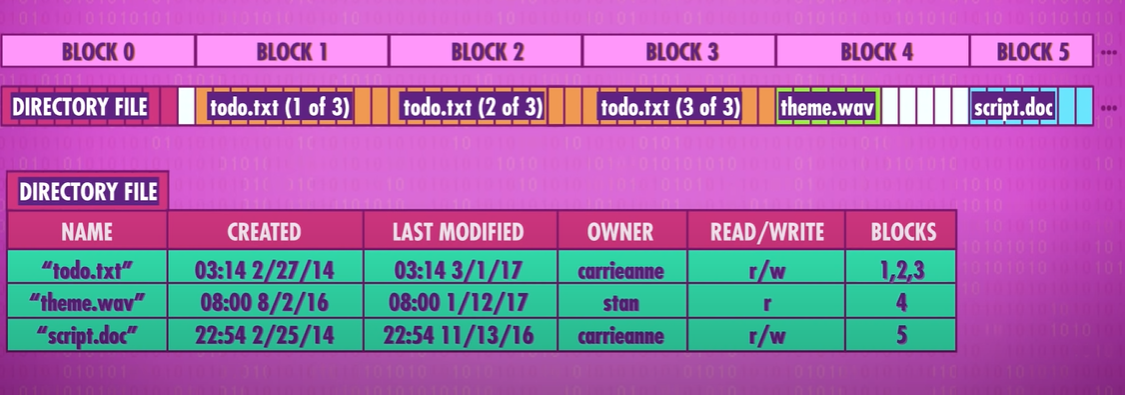 BLOCK 0 BLOCK 1 BLOCK 2 BLOCK 3 BLOCK 4 BLOCK 5 ...
DIRECTORY FILE todo.txt (1 of 3) todo.txt (2 of 3) todo.txt (3 of 3) theme.wav script.doc ...
DIRECTORY FILE
NAME CREATED LAST MODIFIED OWNER READ/WRITE BLOCKS
“todo.txt” 03:14 2/27/14 03:14 3/1/17 carrieanne r/w 1,2,3
“theme.wav” 08:00 8/2/16 08:00 1/12/17 stan r 4
“script.doc” 22:54 2/25/14 22:54 11/13/16 carrieanne r/w 5